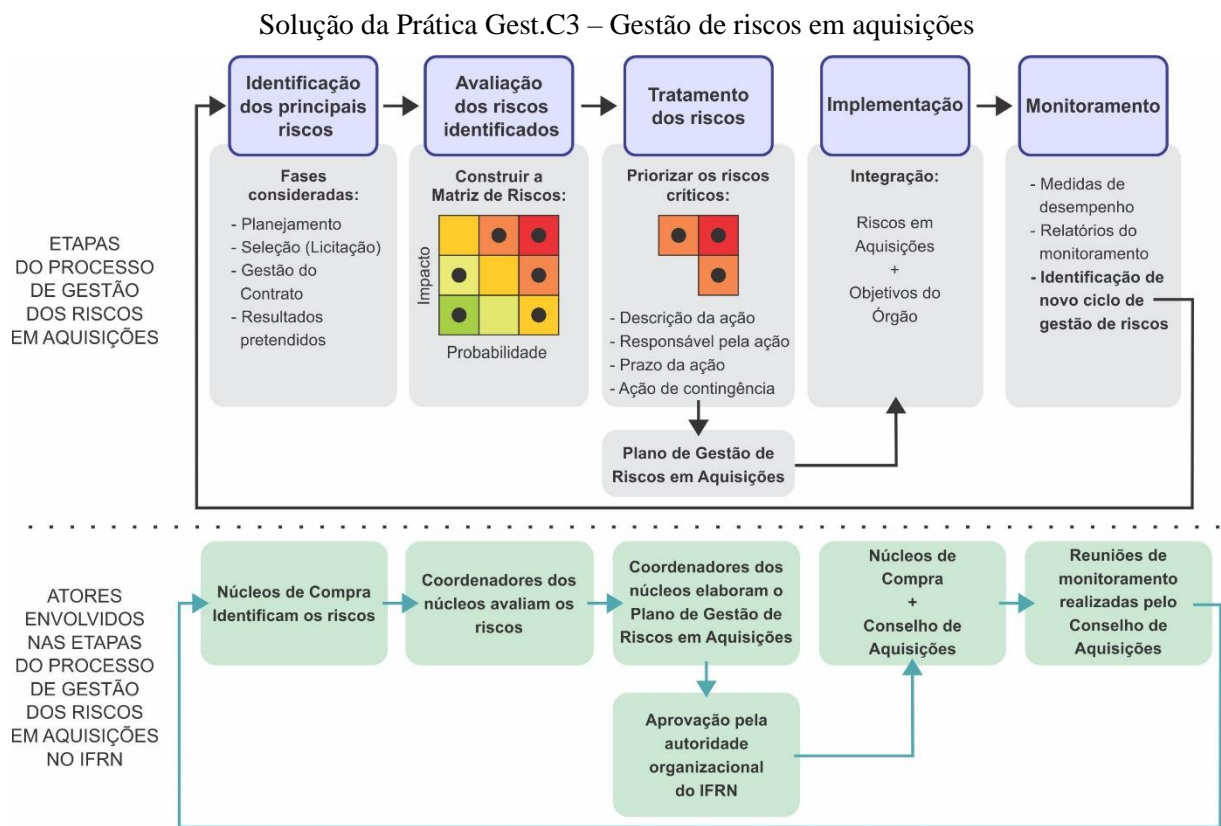 Solução da Prática Gest.C3 – Gestão de riscos em aquisições
ETAPAS
DO PROCESSO
DE GESTÃO
DOS RISCOS
EM AQUISIÇÕES
Identificação
dos principais
riscos
Fases
consideradas:
- Planejamento
- Seleção (Licitação)
- Gestão do
Contrato
- Resultados
pretendidos
Avaliação
dos riscos
identificados
Construir a
Matriz de Riscos:
Impacto
Probabilidade
Tratamento
dos riscos
Priorizar os riscos
críticos:
- Descrição da ação
- Responsável pela ação
- Prazo da ação
- Ação de contingência
Plano de Gestão de
Riscos em Aquisições
Implementação
Integração:
Riscos em
Aquisições
+
Objetivos do
Órgão
Monitoramento
- Medidas de
desempenho
- Relatórios do
monitoramento
- Identificação de
novo ciclo de
gestão de riscos
ATORES
ENVOLVIDOS
NAS ETAPAS
DO PROCESSO
DE GESTÃO
DOS RISCOS
EM AQUISIÇÕES
NO IFRN
Núcleos de Compra
Identificam os riscos
Coordenadores dos
núcleos avaliam os
riscos
Coordenadores dos
núcleos elaboram o
Plano de Gestão de
Riscos em Aquisições
Aprovação pela
autoridade
organizacional
do IFRN
Núcleos de
Compra
+
Conselho de
Aquisições
Reuniões de
monitoramento
realizadas pelo
Conselho de
Aquisições